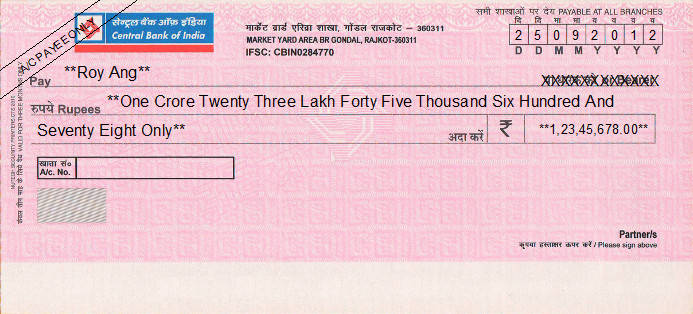 A/C PAYEE ONLY
सेन्ट्रल बैंक ऑफ़ इंडिया
Central Bank of India
मार्केट यार्ड एरिया ब्रांच शाखा, गोंडल राजकोट – 360311
MARKET YARD AREA BR GONDAL, RAJKOT-360311
IFSC: CBIN0284770
सभी शाखाओं पर देय PAYABLE AT ALL BRANCHES
दि दि मा मा व व व व
2 5 0 9 2 0 1 2
D D M M Y Y Y Y
Pay **Roy Ang**
or Bearer
रुपये Rupees **One Crore Twenty Three Lakh Forty Five Thousand Six Hundred And
Seventy Eight Only**
अदा करें ₹ **1,23,45,678.00**
खाता सं०
A/c. No.
Partner/s
कृपया हस्ताक्षर ऊपर करें / Please sign above